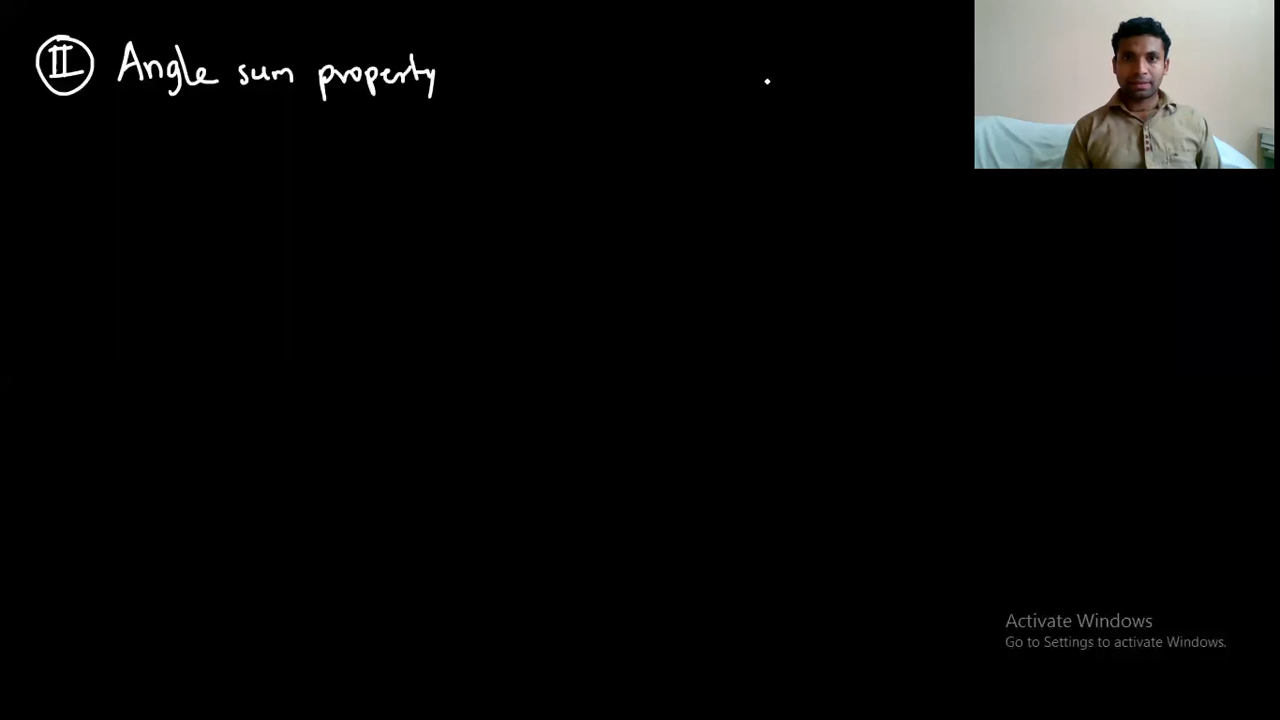 II Angle sum property
Activate Windows
Go to Settings to activate Windows.